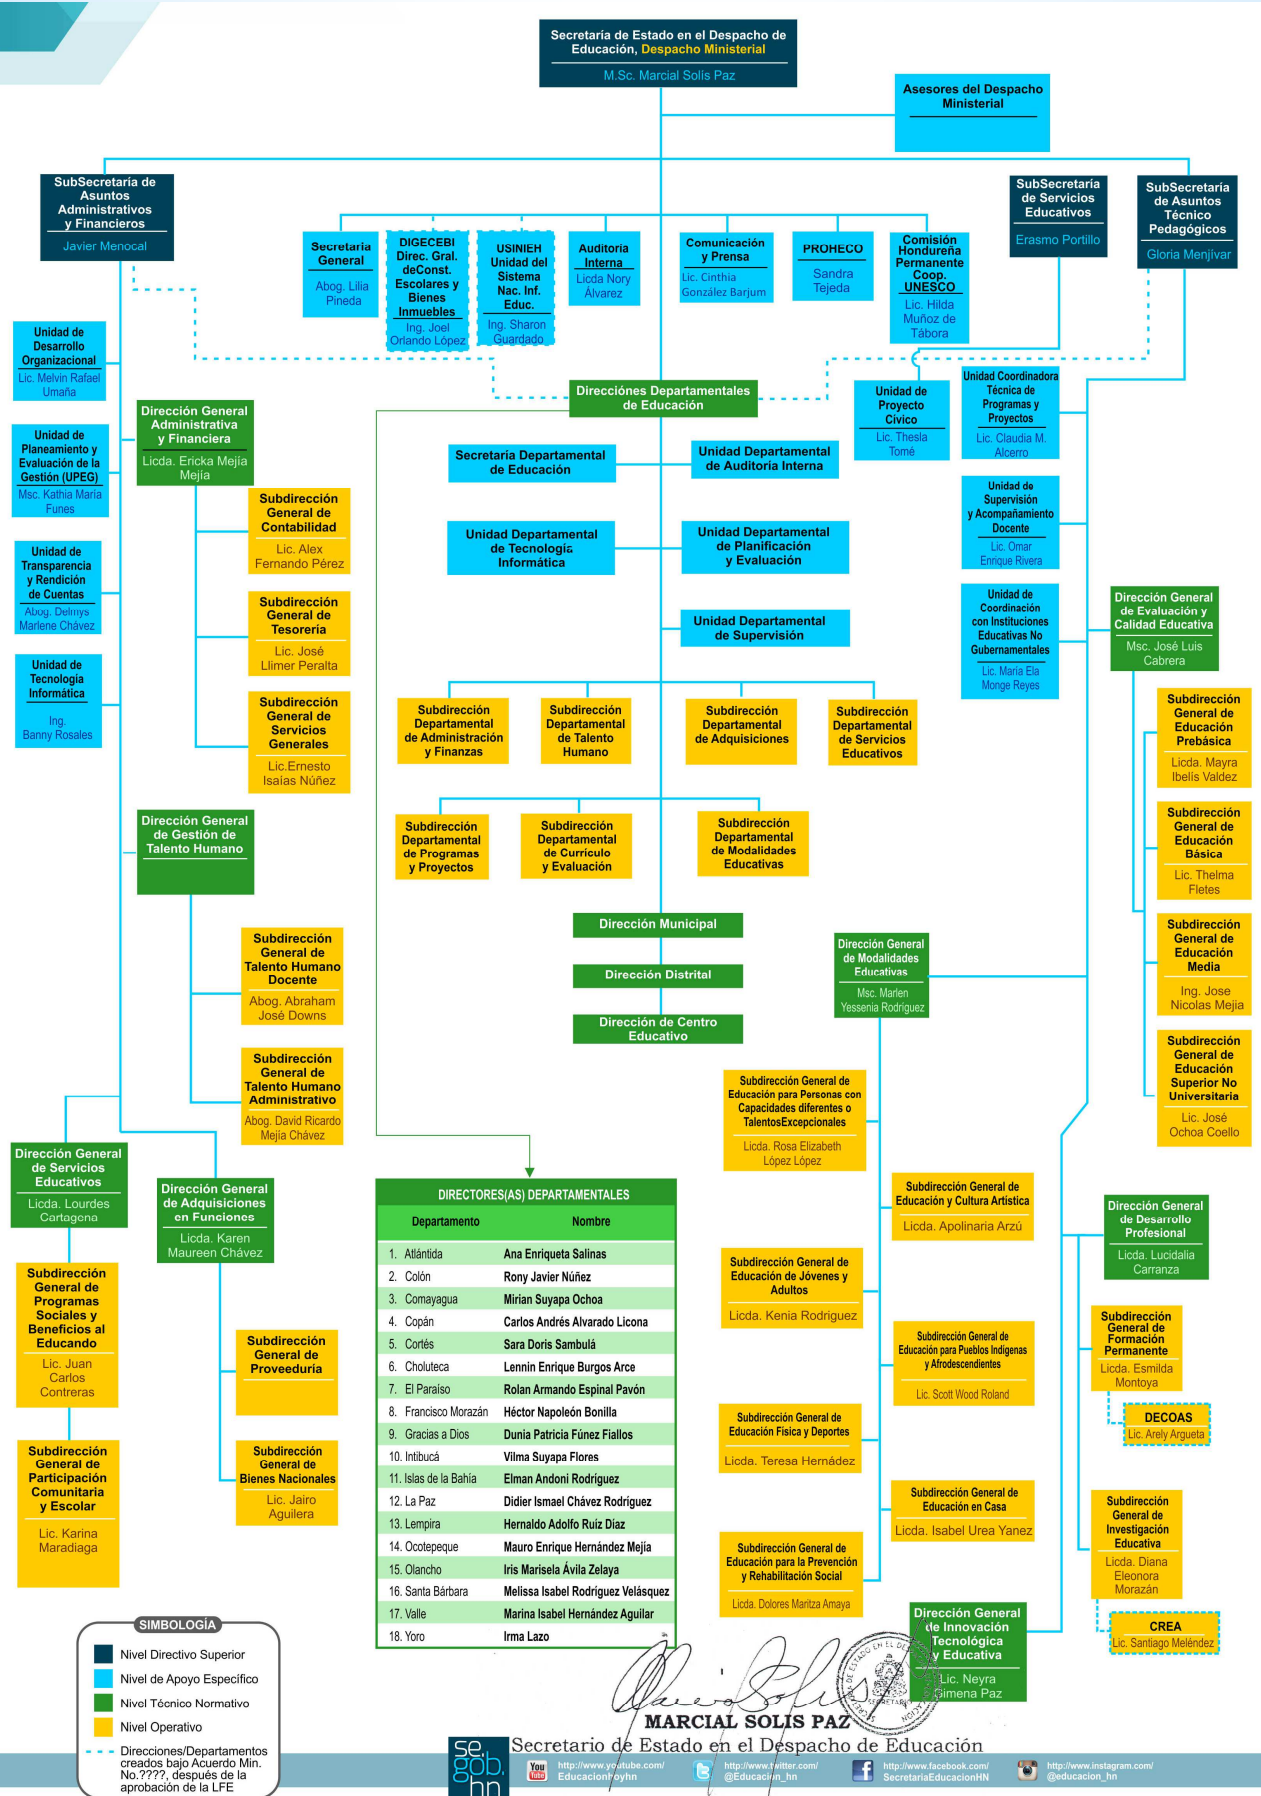 Secretaría de Estado en el Despacho de
Educación, Despacho Ministerial
M.Sc. Marcial Solis Paz
Asesores del Despacho
Ministerial
SubSecretaría de
Asuntos
Administrativos
y Financieros
Javier Menocal
SubSecretaría
de Servicios
Educativos
Erasmo Portillo
SubSecretaría
de Asuntos
Técnico
Pedagógicos
Gloria Menjívar
Secretaria
General
Abog. Lilia
Pineda
DIGECEBI
Direc. Gral.
deConst.
Escolares y
Bienes
Inmuebles
Ing. Joel
Orlando López
USINIEH
Unidad del
Sistema
Nac. Inf.
Educ.
Ing. Sharon
Guardado
Auditoría
Interna
Licda Nory
Álvarez
Comunicación
y Prensa
Lic. Cinthia
González Barjum
PROHECO
Sandra
Tejeda
Comisión
Hondureña
Permanente
Coop.
UNESCO
Lic. Hilda
Muñoz de
Tábora
Unidad de
Desarrollo
Organizacional
Lic. Melvin Rafael
Umaña
Unidad de
Planeamiento y
Evaluación de la
Gestión (UPEG)
Msc. Kathia María
Funes
Unidad de
Transparencia
y Rendición
de Cuentas
Abog. Delmys
Marlene Chávez
Unidad de
Tecnología
Informática
Ing.
Banny Rosales
Dirección General
Administrativa
y Financiera
Licda. Ericka Mejía
Mejía
Subdirección
General de
Contabilidad
Lic. Alex
Fernando Pérez
Subdirección
General de
Tesorería
Lic. José
Llimer Peralta
Subdirección
General de
Servicios
Generales
Lic.Ernesto
Isaías Núñez
Dirección General
de Gestión de
Talento Humano
Subdirección
General de
Talento Humano
Docente
Abog. Abraham
José Downs
Subdirección
General de
Talento Humano
Administrativo
Abog. David Ricardo
Mejía Chávez
Dirección General
de Servicios
Educativos
Licda. Lourdes
Cartagena
Subdirección
General de
Programas
Sociales y
Beneficios al
Educando
Lic. Juan
Carlos
Contreras
Subdirección
General de
Participación
Comunitaria
y Escolar
Lic. Karina
Maradiaga
Dirección General
de Adquisiciones
en Funciones
Licda. Karen
Maureen Chávez
Subdirección
General de
Proveeduría
Subdirección
General de
Bienes Nacionales
Lic. Jairo
Aguilera
Direcciónes Departamentales
de Educación
Secretaría Departamental
de Educación
Unidad Departamental
de Auditoría Interna
Unidad Departamental
de Tecnología
Informática
Unidad Departamental
de Planificación
y Evaluación
Unidad Departamental
de Supervisión
Subdirección
Departamental
de Administración
y Finanzas
Subdirección
Departamental
de Talento
Humano
Subdirección
Departamental
de Adquisiciones
Subdirección
Departamental
de Servicios
Educativos
Subdirección
Departamental
de Programas
y Proyectos
Subdirección
Departamental
de Currículo
y Evaluación
Subdirección
Departamental
de Modalidades
Educativas
Dirección Municipal
Dirección Distrital
Dirección de Centro
Educativo
Unidad de
Proyecto
Cívico
Lic. Thesla
Tomé
Unidad Coordinadora
Técnica de
Programas y
Proyectos
Lic. Claudia M.
Alcerro
Unidad de
Supervisión
y Acompañamiento
Docente
Lic. Omar
Enrique Rivera
Unidad de
Coordinación
con Instituciones
Educativas No
Gubernamentales
Lic. María Ela
Monge Reyes
Dirección General
de Evaluación y
Calidad Educativa
Msc. José Luis
Cabrera
Subdirección
General de
Educación
Prebásica
Licda. Mayra
Ibelis Valdez
Subdirección
General de
Educación
Básica
Lic. Thelma
Fletes
Subdirección
General de
Educación
Media
Ing. Jose
Nicolas Mejia
Subdirección
General de
Educación
Superior No
Universitaria
Lic. José
Ochoa Coello
Dirección General
de Modalidades
Educativas
Msc. Marlen
Yessenia Rodríguez
Subdirección General de
Educación para Personas con
Capacidades diferentes o
TalentosExcepcionales
Licda. Rosa Elizabeth
López López
Subdirección General de
Educación y Cultura Artística
Licda. Apolinaria Arzú
Subdirección General de
Educación de Jóvenes y
Adultos
Licda. Kenia Rodriguez
Subdirección General de
Educación para Pueblos Indígenas
y Afrodescendientes
Lic. Scott Wood Roland
Subdirección General de
Educación Física y Deportes
Licda. Teresa Hernádez
Subdirección General de
Educación en Casa
Licda. Isabel Urea Yanez
Subdirección General de
Educación para la Prevención
y Rehabilitación Social
Licda. Dolores Maritza Amaya
Dirección General
de Desarrollo
Profesional
Licda. Lucidalia
Carranza
Subdirección
General de
Formación
Permanente
Licda. Esmilda
Montoya
DECOAS
Lic. Arely Argueta
Subdirección
General de
Investigación
Educativa
Licda. Diana
Eleonora
Morazán
CREA
Lic. Santiago Meléndez
Dirección General
de Innovación
Tecnológica
y Educativa
Lic. Neyra
Gimena Paz
DIRECTORES(AS) DEPARTAMENTALES
Departamento Nombre
1. Atlántida Ana Enriqueta Salinas
2. Colón Rony Javier Núñez
3. Comayagua Mirian Suyapa Ochoa
4. Copán Carlos Andrés Alvarado Licona
5. Cortés Sara Doris Sambulá
6. Choluteca Lennin Enrique Burgos Arce
7. El Paraíso Rolan Armando Espinal Pavón
8. Francisco Morazán Héctor Napoleón Bonilla
9. Gracias a Dios Dunia Patricia Fúnez Fiallos
10. Intibucá Vilma Suyapa Flores
11. Islas de la Bahía Elman Andoni Rodríguez
12. La Paz Didier Ismael Chávez Rodríguez
13. Lempira Hernaldo Adolfo Ruiz Diaz
14. Ocotepeque Mauro Enrique Hernández Mejía
15. Olancho Iris Marisela Ávila Zelaya
16. Santa Bárbara Melissa Isabel Rodríguez Velásquez
17. Valle Marina Isabel Hernández Aguilar
18. Yoro Irma Lazo
SIMBOLOGÍA
Nivel Directivo Superior
Nivel de Apoyo Específico
Nivel Técnico Normativo
Nivel Operativo
Direcciones/Departamentos
creados bajo Acuerdo Min.
No.????, después de la
aprobación de la LFE
MARCIAL SOLIS PAZ
Secretario de Estado en el Despacho de Educación
se.
gob.
hn
You
Tube
http://www.youtube.com/
Educacionhoyhn
http://www.twitter.com/
@Educacion_hn
http://www.facebook.com/
SecretariaEducacionHN
http://www.instagram.com/
@educacion_hn